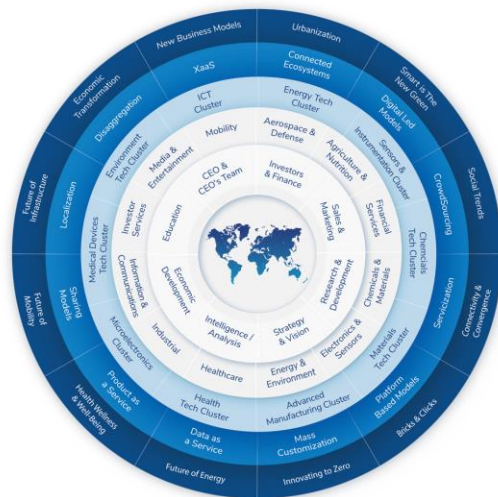 New Business Models
Urbanization
Smart is The
New Green
Social Trends
Connectivity &
Convergence
Bricks & Clicks
Innovating to Zero
Future of Energy
Health Wellness
& Well-Being
Future of
Mobility
Future of
Infrastructure
Economic
Transformation
XaaS
Connected
Ecosystems
Digital Led
Models
CrowdSourcing
Servicization
Platform
Based Models
Mass
Customization
Data as
a Service
Product as
a Service
Sharing
Models
Localization
Disaggregation
ICT
Cluster
Energy Tech
Cluster
Sensors &
Instrumentation Cluster
Chemcials
Tech Cluster
Materials
Tech Cluster
Advanced
Manufacturing Cluster
Health
Tech Cluster
Microelectronics
Cluster
Medical Devices
Tech Cluster
Environment
Tech Cluster
Mobility
Aerospace &
Defense
Agriculture &
Nutrition
Financial
Services
Chemicals &
Materials
Electronics &
Sensors
Energy &
Environment
Healthcare
Industrial
Information &
Communications
Investor
Services
Media &
Entertainment
CEO &
CEO's Team
Investors
& Finance
Sales &
Marketing
Research &
Development
Strategy
& Vision
Intelligence /
Analysis
Economic
Development
Education